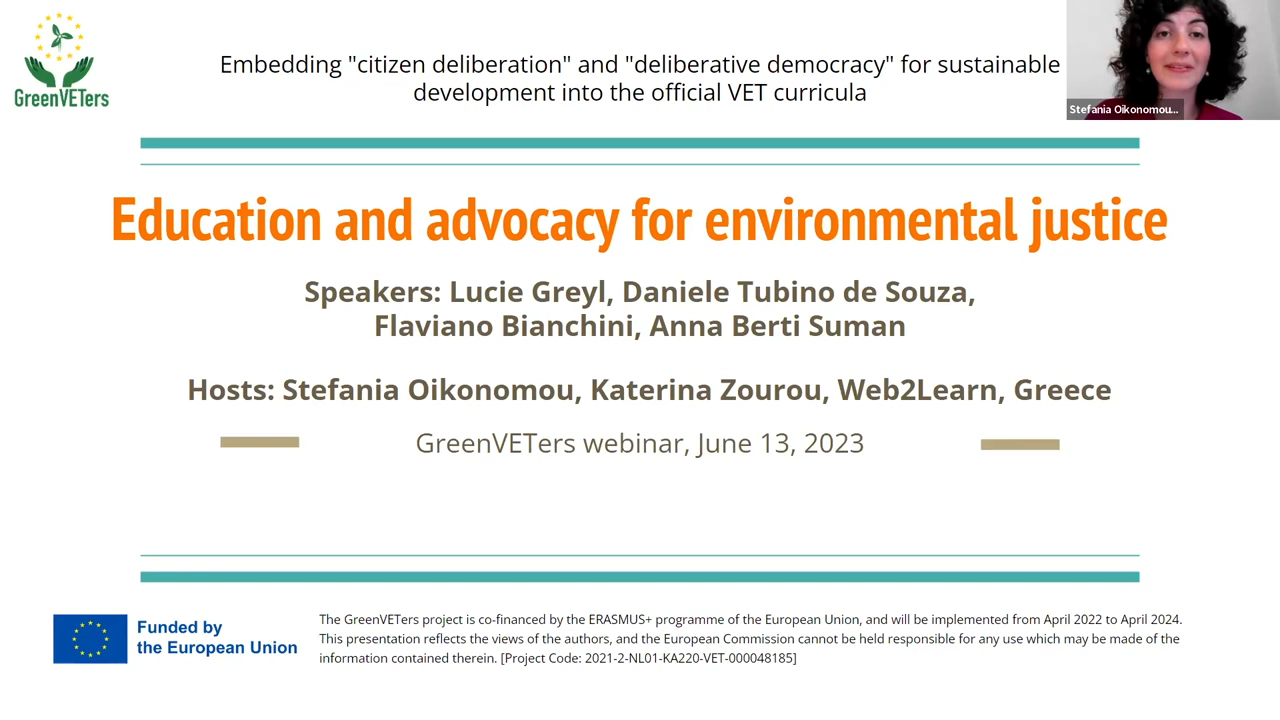 GreenVETers
Embedding "citizen deliberation" and "deliberative democracy" for sustainable
development into the official VET curricula
Stefania Oikonomou...
Education and advocacy for environmental justice
Speakers: Lucie Greyl, Daniele Tubino de Souza,
Flaviano Bianchini, Anna Berti Suman
Hosts: Stefania Oikonomou, Katerina Zourou, Web2Learn, Greece
GreenVETers webinar, June 13, 2023
Funded by
the European Union
The GreenVETers project is co-financed by the ERASMUS+ programme of the European Union, and will be implemented from April 2022 to April 2024.
This presentation reflects the views of the authors, and the European Commission cannot be held responsible for any use which may be made of the
information contained therein. [Project Code: 2021-2-NL01-KA220-VET-000048185]